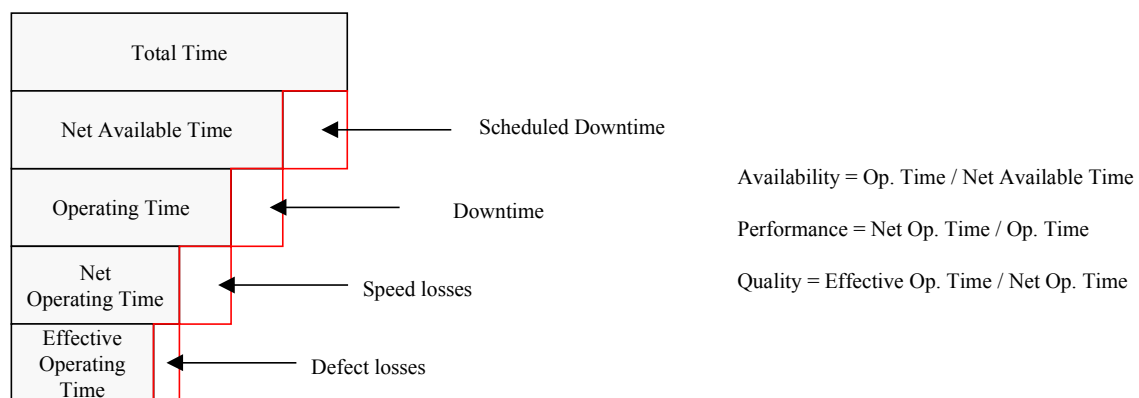 Total Time
Net Available Time
Scheduled Downtime
Availability = Op. Time / Net Available Time
Operating Time
Downtime
Performance = Net Op. Time / Op. Time
Net
Operating Time
Speed losses
Quality = Effective Op. Time / Net Op. Time
Effective
Operating
Time
Defect losses